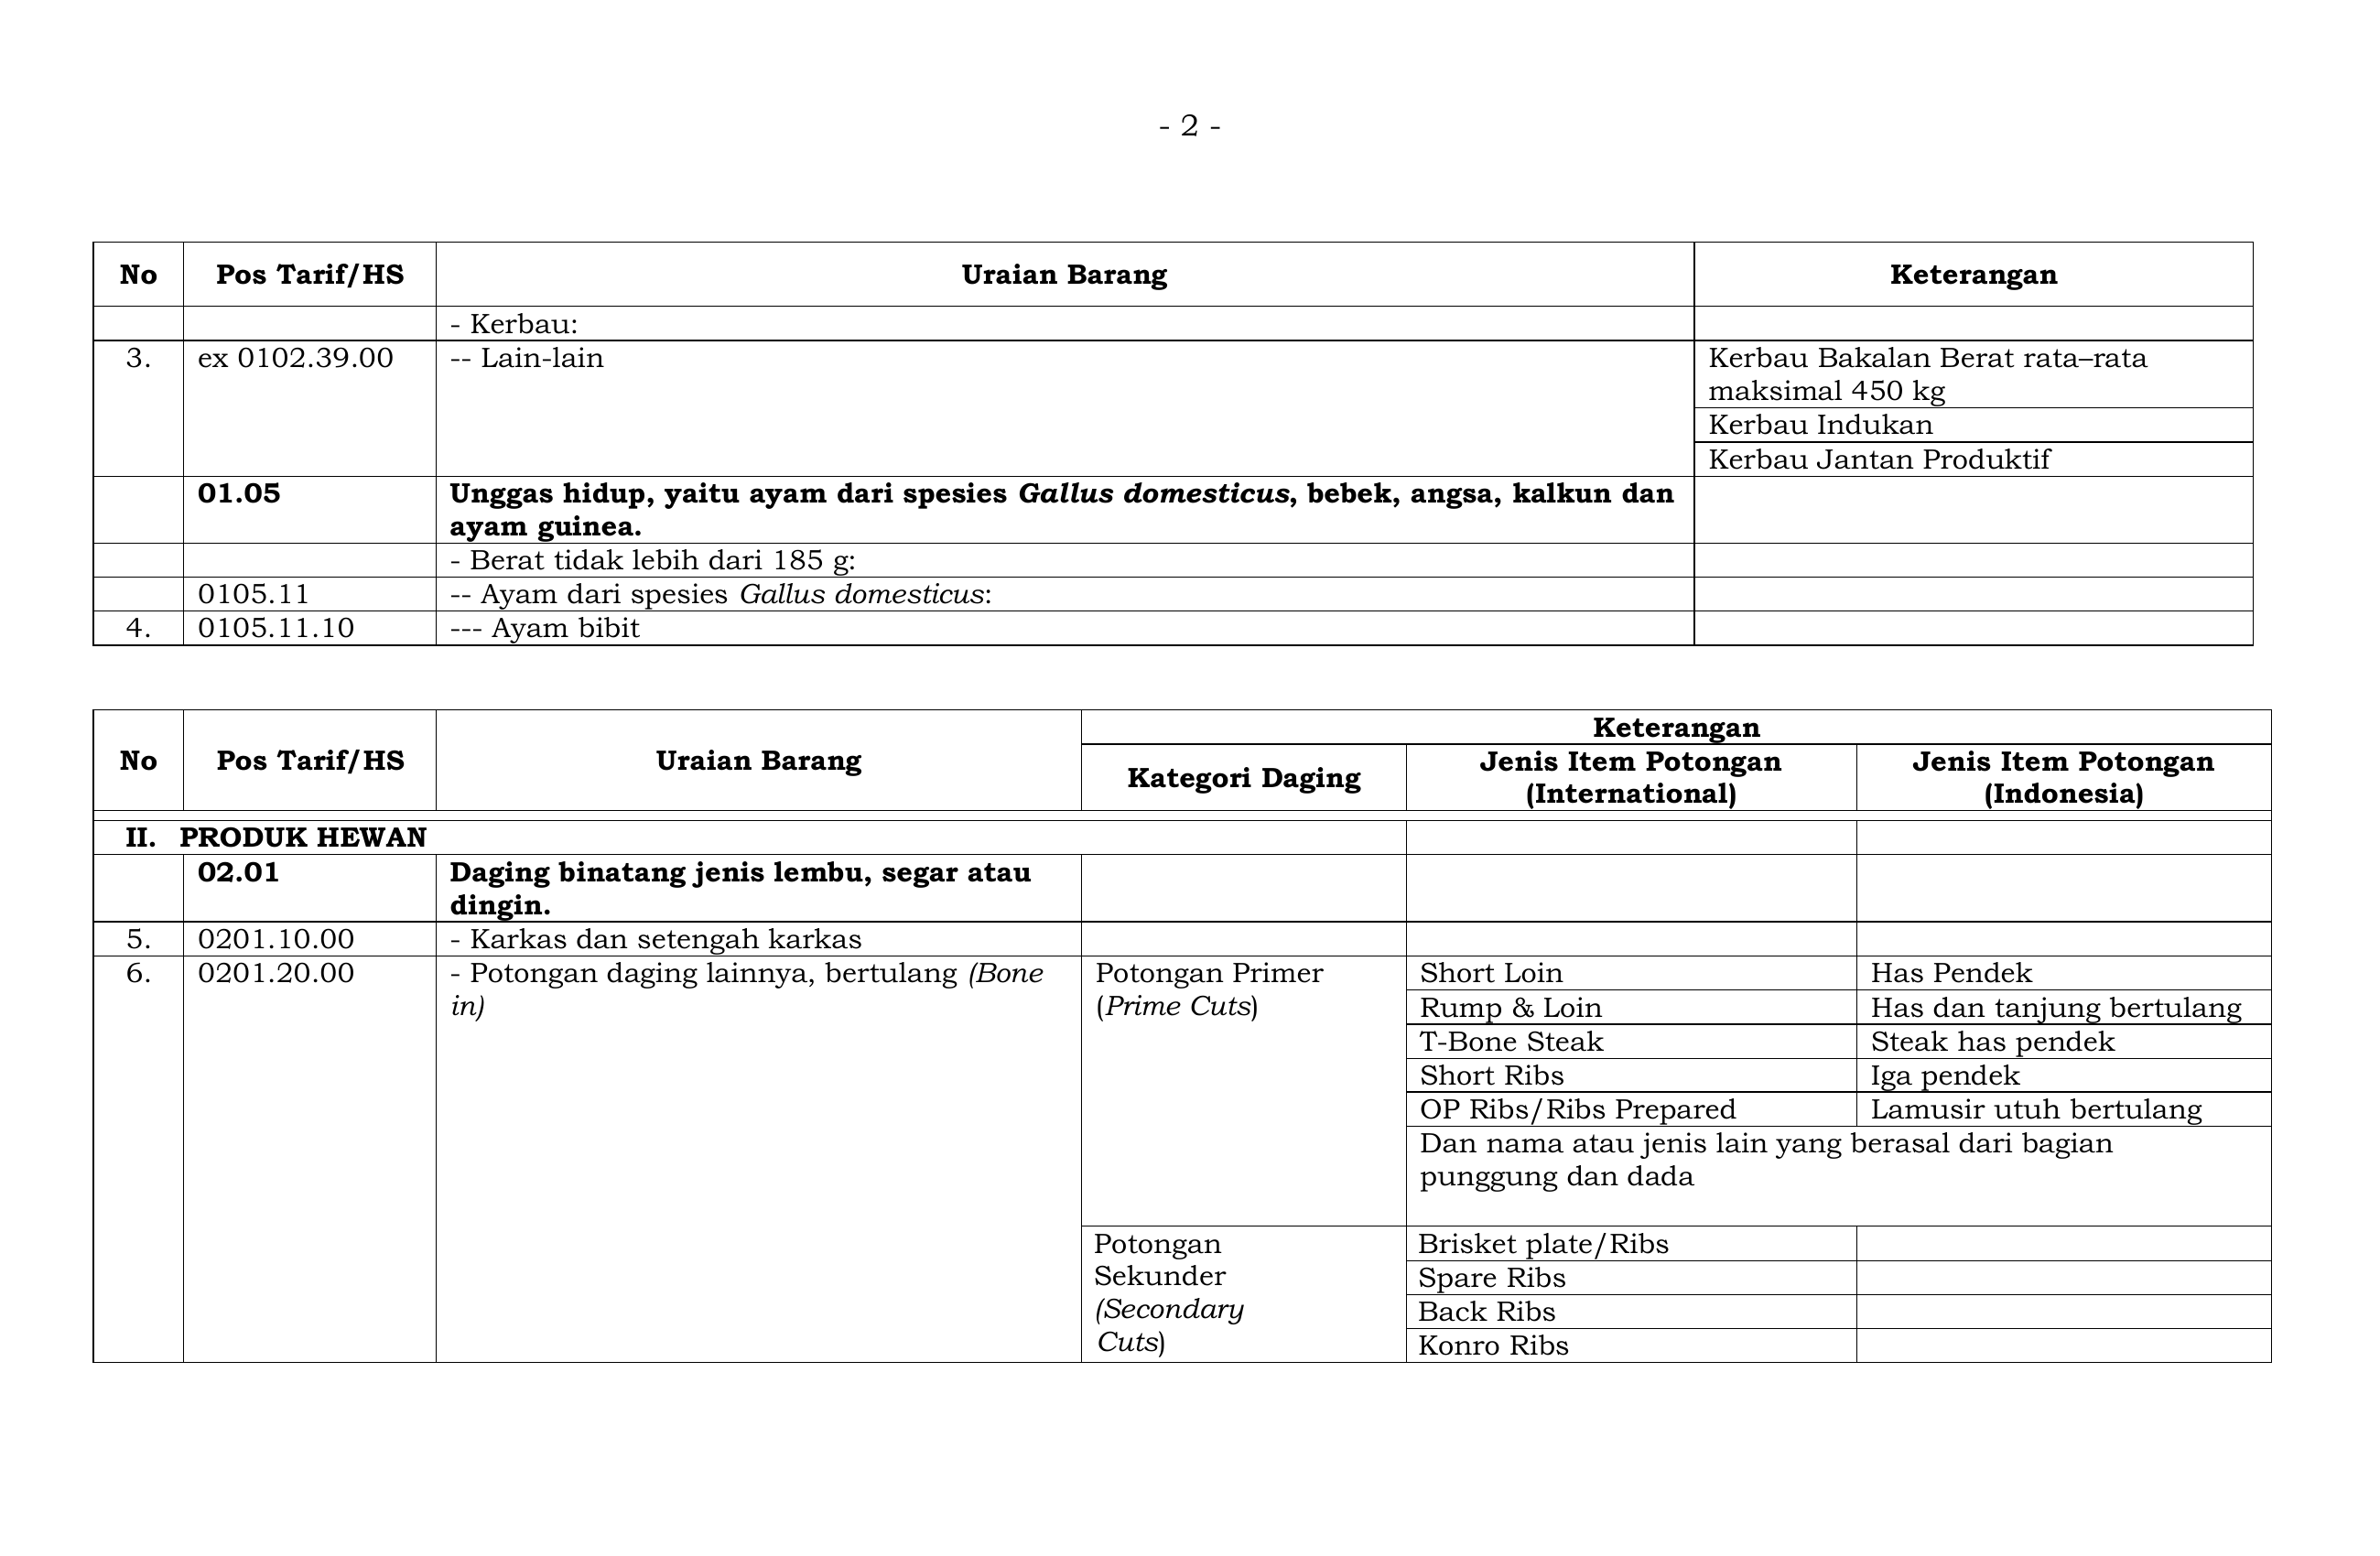 - 2 -
No Pos Tarif/HS Uraian Barang Keterangan
- Kerbau:
3. ex 0102.39.00 -- Lain-lain Kerbau Bakalan Berat rata–rata
maksimal 450 kg
Kerbau Indukan
Kerbau Jantan Produktif
01.05 Unggas hidup, yaitu ayam dari spesies Gallus domesticus, bebek, angsa, kalkun dan
ayam guinea.
- Berat tidak lebih dari 185 g:
0105.11 -- Ayam dari spesies Gallus domesticus:
4. 0105.11.10 --- Ayam bibit
Keterangan
No Pos Tarif/HS Uraian Barang Kategori Daging Jenis Item Potongan
(International) Jenis Item Potongan
(Indonesia)
II. PRODUK HEWAN
02.01 Daging binatang jenis lembu, segar atau
dingin.
5. 0201.10.00 - Karkas dan setengah karkas
6. 0201.20.00 - Potongan daging lainnya, bertulang (Bone
in)
Potongan Primer
(Prime Cuts)
Short Loin Has Pendek
Rump & Loin Has dan tanjung bertulang
T-Bone Steak Steak has pendek
Short Ribs Iga pendek
OP Ribs/Ribs Prepared Lamusir utuh bertulang
Dan nama atau jenis lain yang berasal dari bagian
punggung dan dada
Potongan
Sekunder
(Secondary
Cuts)
Brisket plate/Ribs
Spare Ribs
Back Ribs
Konro Ribs